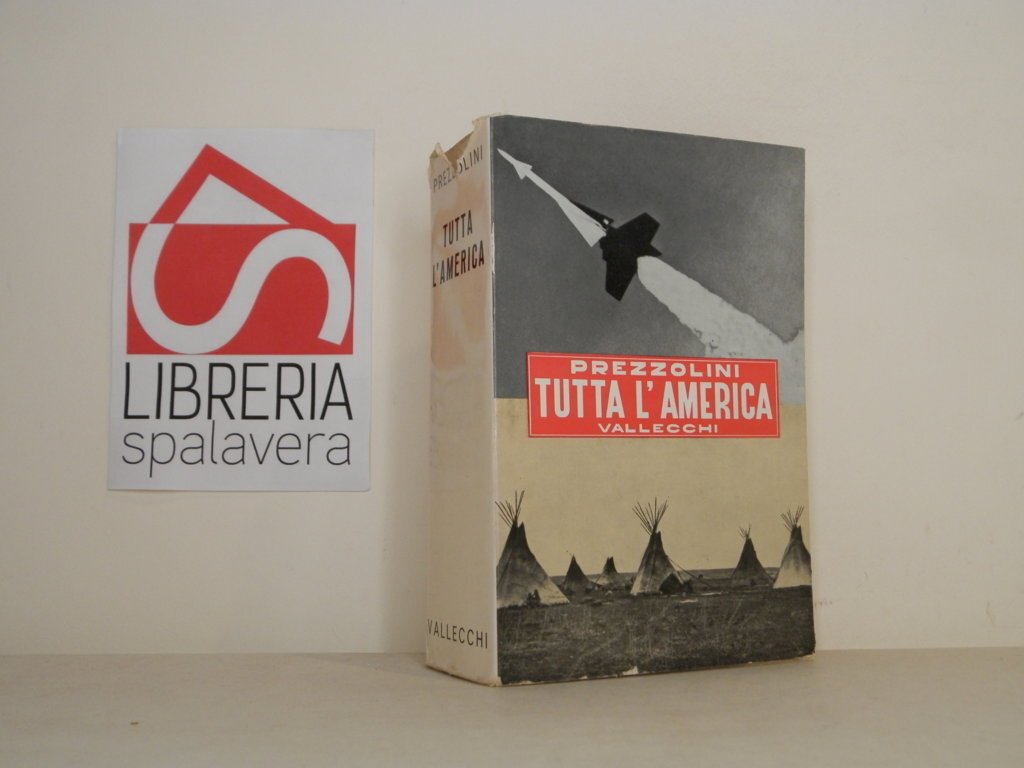 LIBRERIA
spalavera
PREZZOLINI
TUTTA
L'AMERICA
VALLECCHI
PREZZOLINI
TUTTA L'AMERICA
VALLECCHI